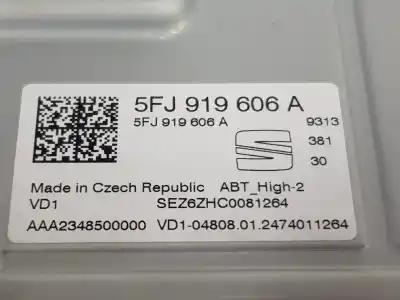 5FJ 919 606 A
5FJ 919 606 A 9313
381
30
Made in Czech Republic ABT_High-2
VD1 SEZ6ZHC0081264
AAA2348500000 VD1-04808.01.2474011264